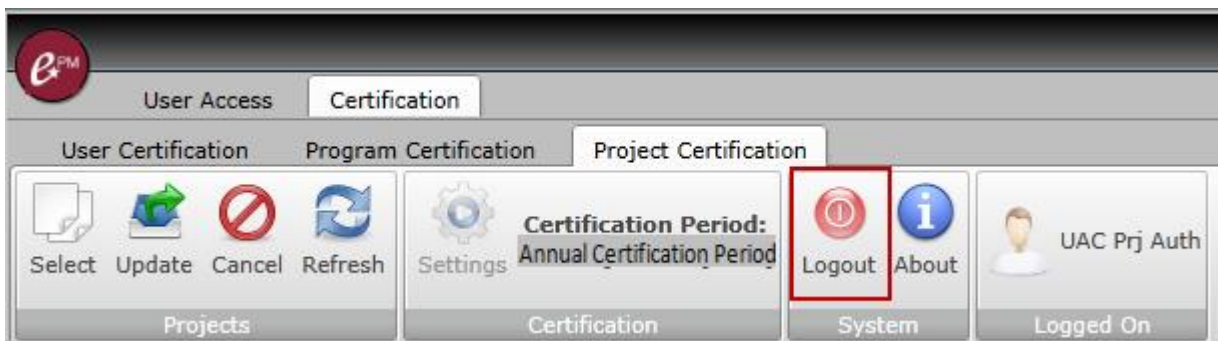 e PM
User Access Certification
User Certification Program Certification Project Certification
Certification Period:
Annual Certification Period
Select Update Cancel Refresh Settings Logout About UAC Prj Auth
Projects Certification System Logged On